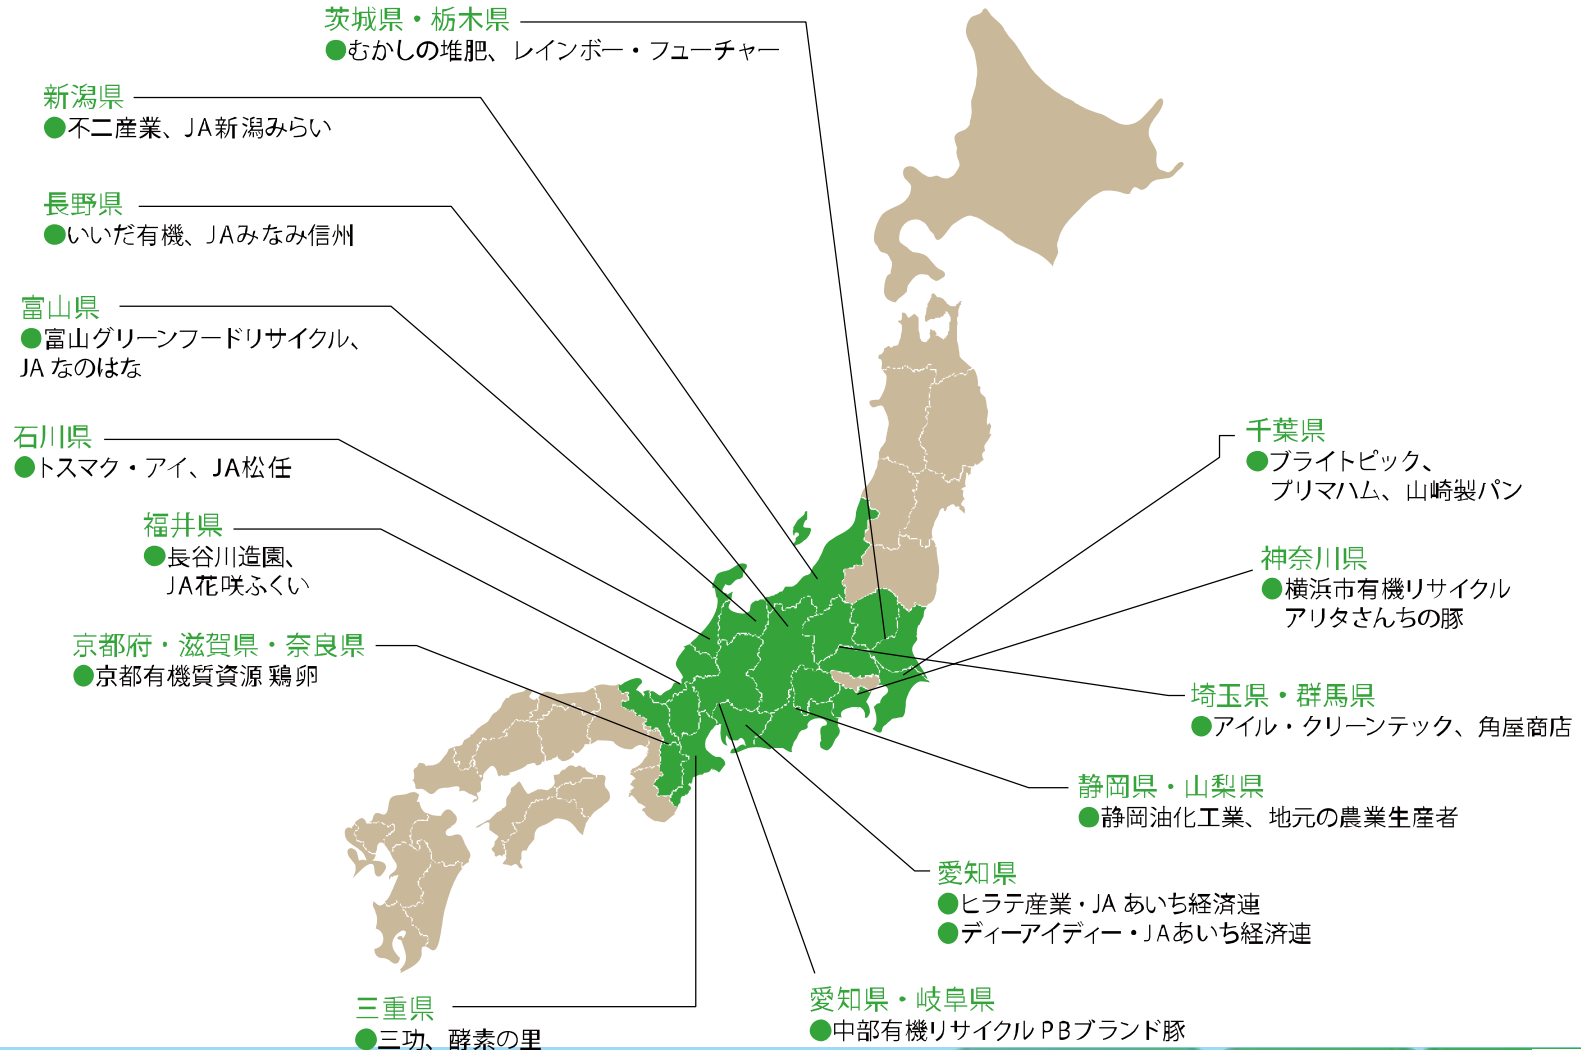 茨城県・栃木県
●むかしの堆肥、レインボー・フューチャー
新潟県
●不二産業、JA新潟みらい
長野県
●いいだ有機、JAみなみ信州
富山県
●富山グリーンフードリサイクル、
JA なのはな
石川県
●トスマク・アイ、JA松任
福井県
●長谷川造園、
JA花咲ふくい
京都府・滋賀県・奈良県
●京都有機質資源 鶏卵
千葉県
●ブライトピック、
プリマハム、山崎製パン
神奈川県
●横浜市有機リサイクル
アリタさんちの豚
埼玉県・群馬県
●アイル・クリーンテック、角屋商店
静岡県・山梨県
●静岡油化工業、地元の農業生産者
愛知県
●ヒラテ産業・JA あいち経済連
●ディーアイディー・JAあいち経済連
愛知県・岐阜県
●中部有機リサイクル PBブランド豚
三重県
●三功、酵素の里